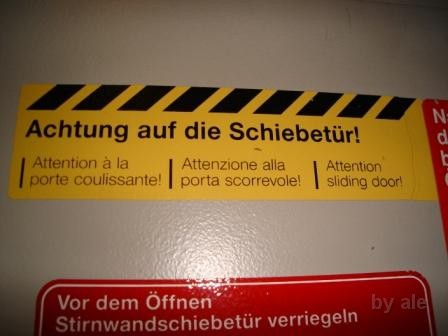 Achtung auf die Schiebetür!
Attention à la
porte coulissante!
Attenzione alla
porta scorrevole!
Attention
sliding door!
Vor dem Öffnen
Stirnwandschiebetür verriegeln
by ale